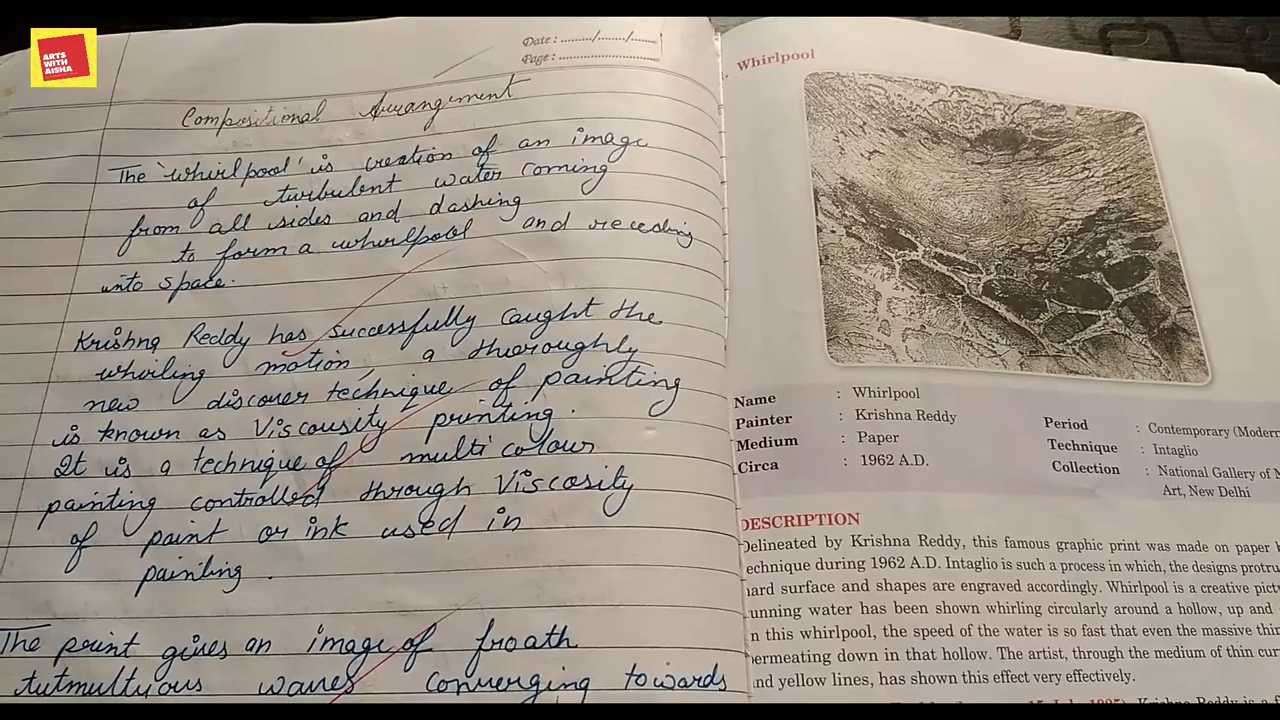 ARTS
WITH
AISHA
Date : ......../......../........
Page : ................................
Compositional Arrangement
The 'whirlpool' is creation of an image
of turbulent water coming
from all sides and dashing
to form a whirlpool and receding
into space.
Krishna Reddy has successfully caught the
whirling motion, a thoroughly
new discover technique of painting
is known as Viscousity printing.
It is a technique of multi colour
painting controlled through Viscosity
of paint or ink used in
painting.
The print gives an image of froath
tutmultuous waves converging towards
Whirlpool
Name : Whirlpool
Painter : Krishna Reddy
Medium : Paper
Circa : 1962 A.D.
Period : Contemporary (Modern
Technique : Intaglio
Collection : National Gallery of M
Art, New Delhi
DESCRIPTION
Delineated by Krishna Reddy, this famous graphic print was made on paper b
echnique during 1962 A.D. Intaglio is such a process in which, the designs protru
hard surface and shapes are engraved accordingly. Whirlpool is a creative pict
unning water has been shown whirling circularly around a hollow, up and
n this whirlpool, the speed of the water is so fast that even the massive thin
permeating down in that hollow. The artist, through the medium of thin cur
and yellow lines, has shown this effect very effectively.